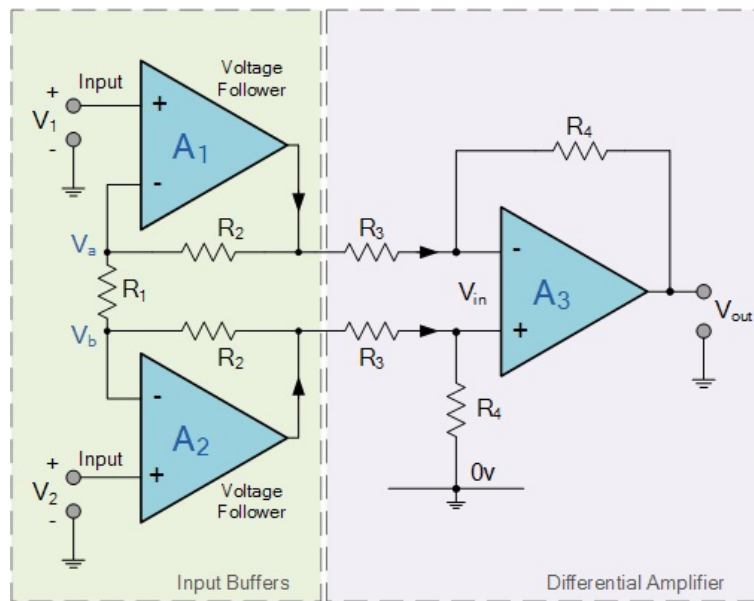 Voltage
Follower
+
Input
V1
-
+
A1
-
R4
Va
R2
R3
R1
-
Vin
A3
+
Vout
Vb
R2
R3
-
A2
+
R4
+
Input
V2
-
Voltage
Follower
0v
Input Buffers
Differential Amplifier